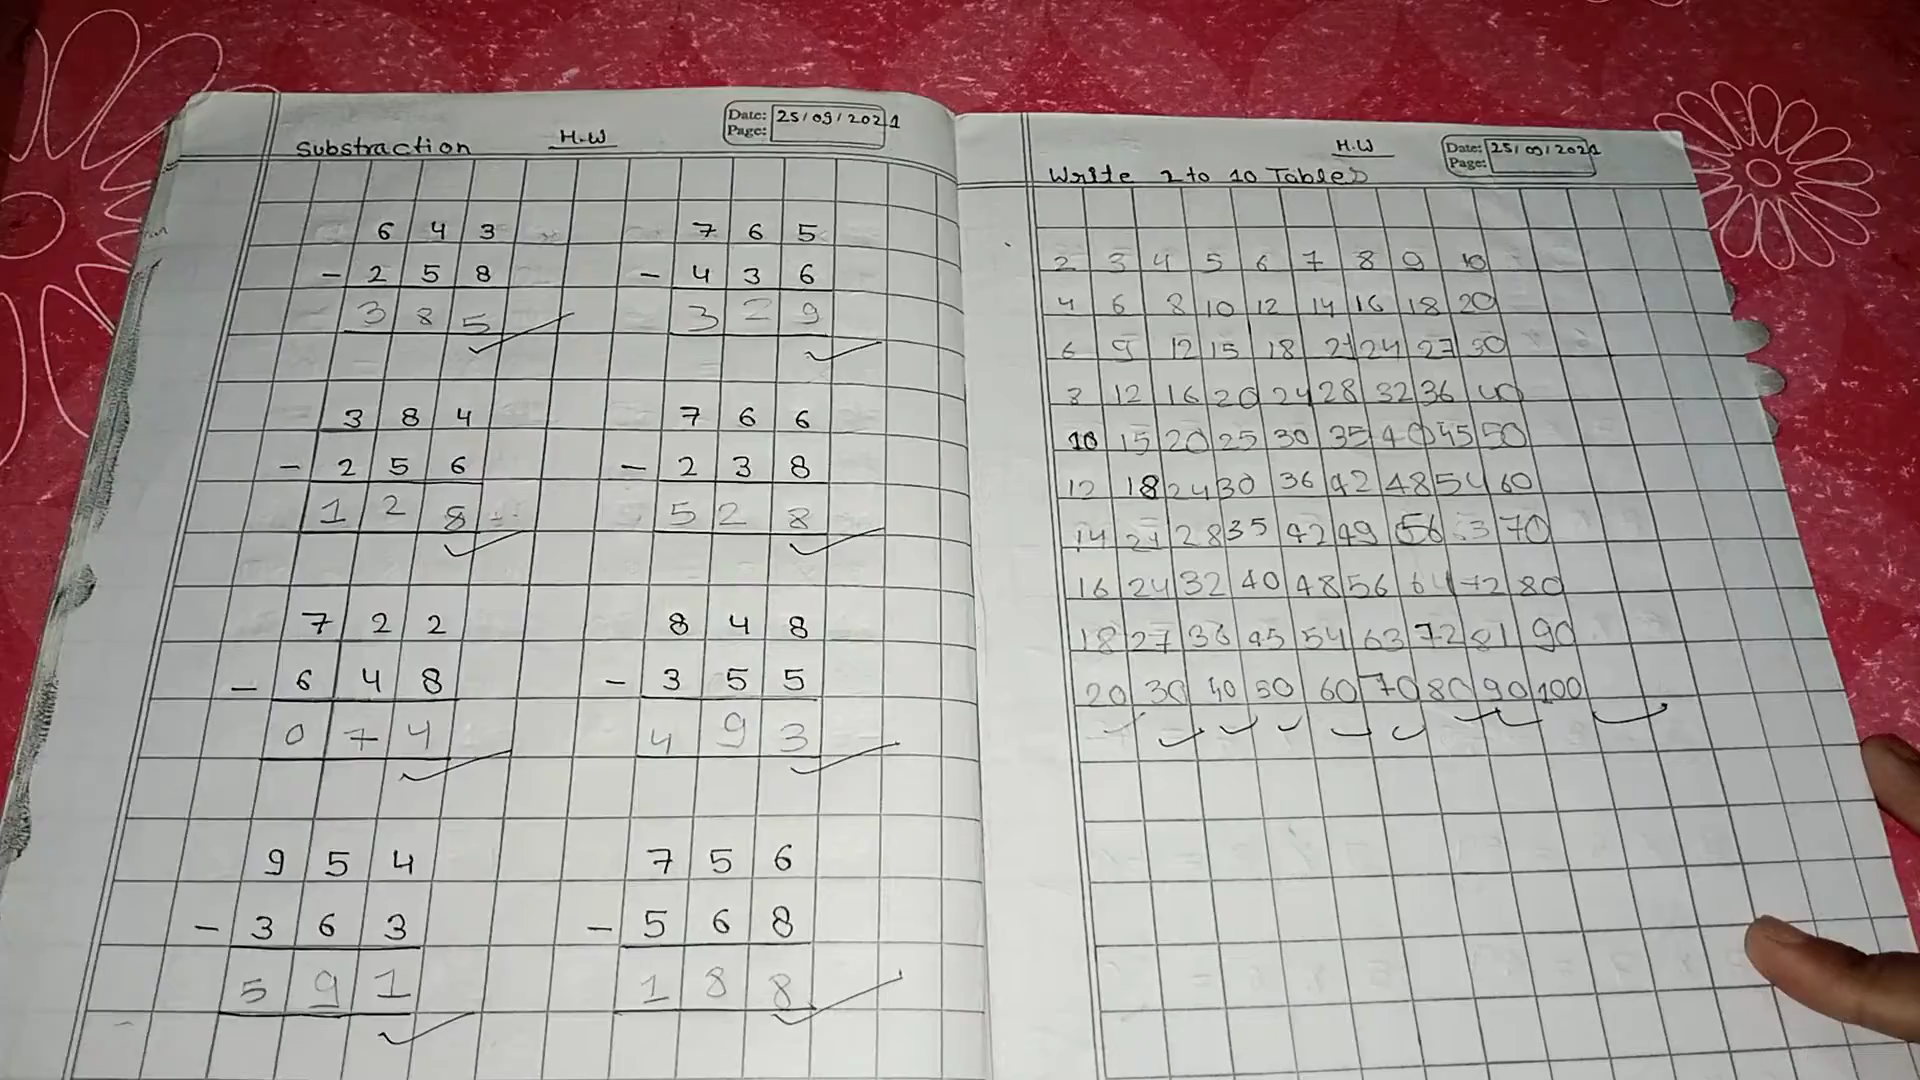 Substraction H.W Date: 25/09/2021
Page:
6 4 3 7 6 5
- 2 5 8 - 4 3 6
3 8 5 3 2 9
3 8 4 7 6 6
- 2 5 6 - 2 3 8
1 2 8 5 2 8
7 2 2 8 4 8
- 6 4 8 - 3 5 5
0 7 4 4 9 3
9 5 4 7 5 6
- 3 6 3 - 5 6 8
5 9 1 1 8 8
H.W Date: 25/09/2021
Page:
Write 2 to 10 Tables
2 3 4 5 6 7 8 9 10
4 6 8 10 12 14 16 18 20
6 9 12 15 18 21 24 27 30
8 12 16 20 24 28 32 36 40
10 15 20 25 30 35 40 45 50
12 18 24 30 36 42 48 54 60
14 21 28 35 42 49 56 70
16 24 32 40 48 56 64 72 80
18 27 36 45 54 63 72 81 90
20 30 40 50 60 70 80 90 100